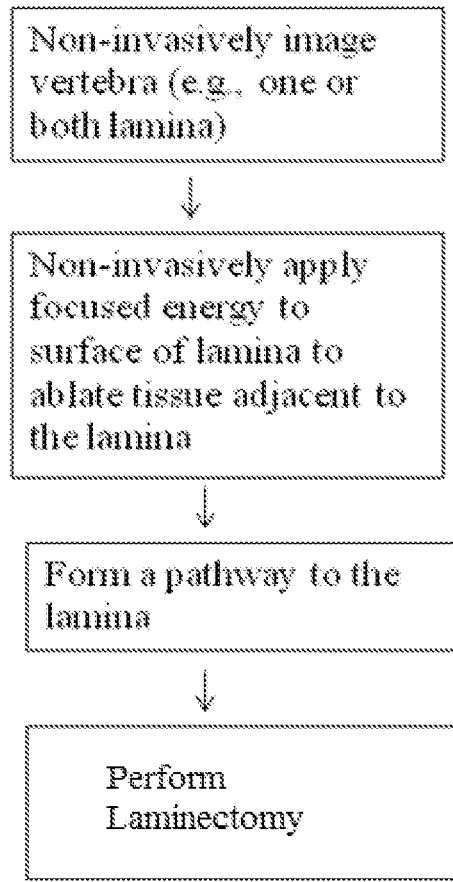 Non-invasively image
vertebra (e.g., one or
both lamina)
↓
Non-invasively apply
focused energy to
surface of lamina to
ablate tissue adjacent to
the lamina
↓
Form a pathway to the
lamina
↓
Perform
Laminectomy